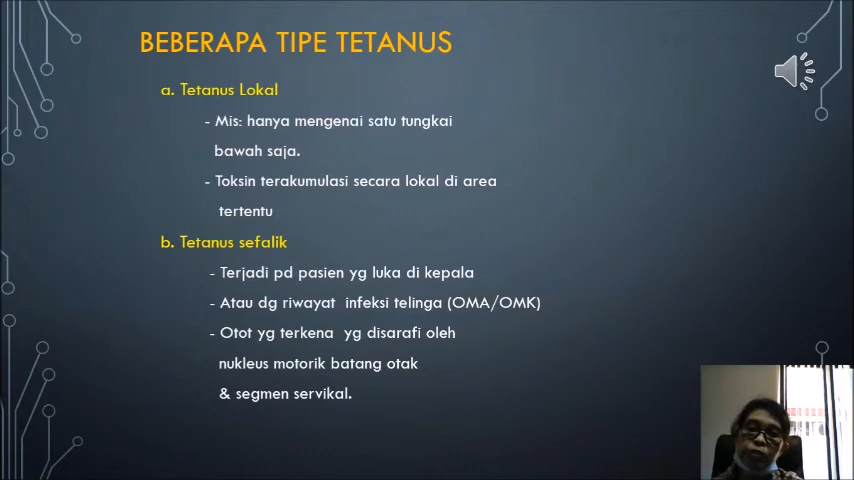 BEBERAPA TIPE TETANUS
a. Tetanus Lokal
- Mis: hanya mengenai satu tungkai
bawah saja.
- Toksin terakumulasi secara lokal di area
tertentu
b. Tetanus sefalik
- Terjadi pd pasien yg luka di kepala
- Atau dg riwayat infeksi telinga (OMA/OMK)
- Otot yg terkena yg disarafi oleh
nukleus motorik batang otak
& segmen servikal.